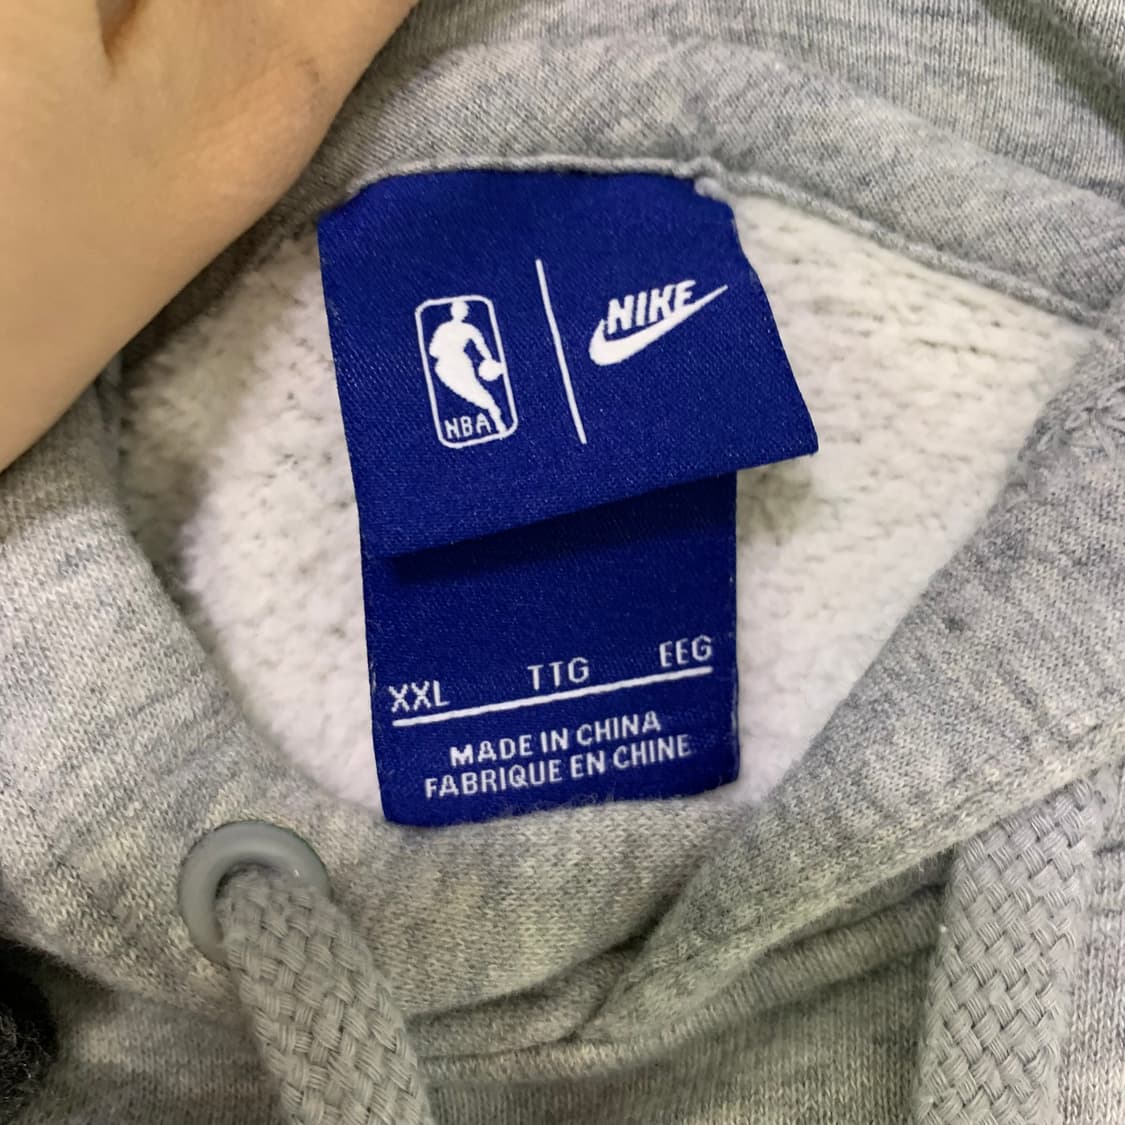 NBA
NIKE
XXL TTG EEG
MADE IN CHINA
FABRIQUE EN CHINE